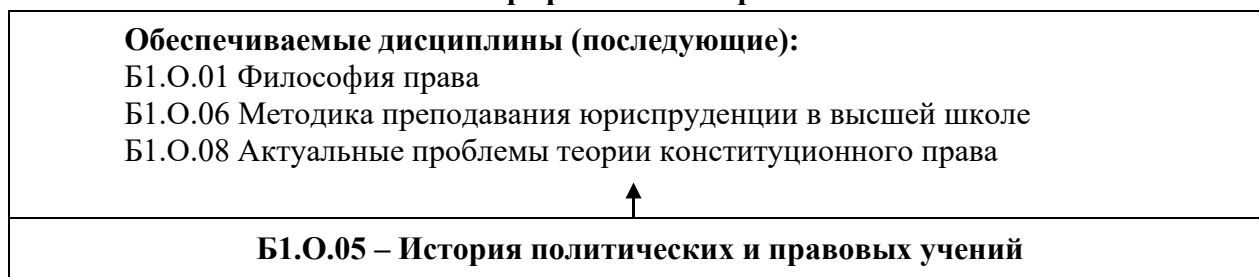 Обеспечиваемые дисциплины (последующие):
Б1.О.01 Философия права
Б1.О.06 Методика преподавания юриспруденции в высшей школе
Б1.О.08 Актуальные проблемы теории конституционного права
Б1.О.05 – История политических и правовых учений